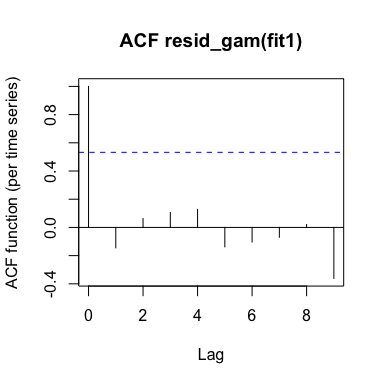 ACF resid_gam(fit1)
ACF function (per time series)
0.8
0.4
0.0
-0.4
0 2 4 6 8
Lag